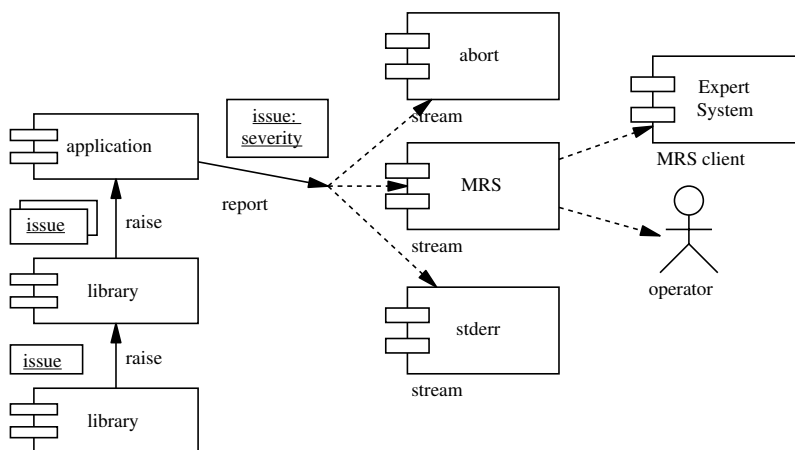 abort
stream
Expert
System
MRS client
issue:
severity
application
report
MRS
stream
issue
raise
operator
library
stderr
stream
issue
raise
library